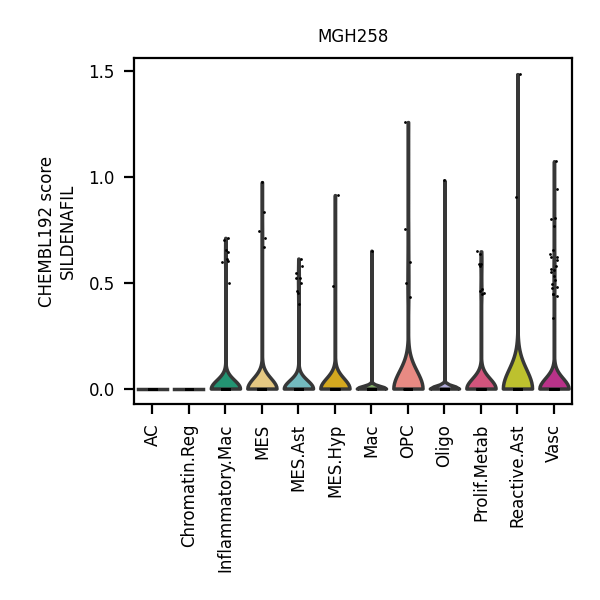 MGH258
CHEMBL192 score
SILDENAFIL
1.5
1.0
0.5
0.0
AC
Chromatin.Reg
Inflammatory.Mac
MES
MES.Ast
MES.Hyp
Mac
OPC
Oligo
Prolif.Metab
Reactive.Ast
Vasc